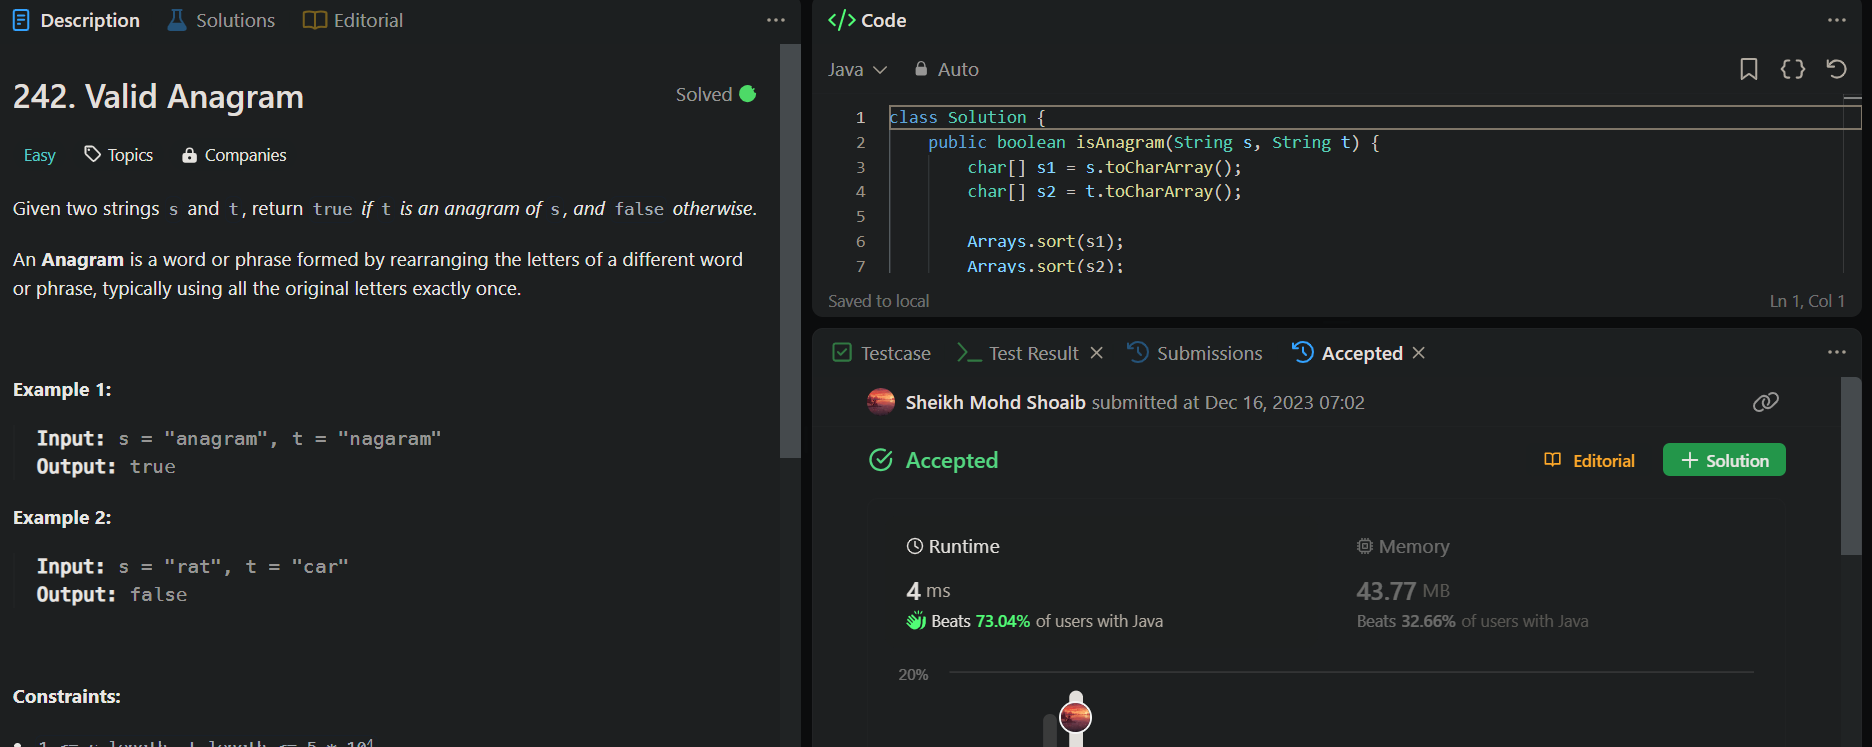 Description Solutions Editorial
242. Valid Anagram
Solved
Easy Topics Companies
Given two strings s and t, return true if t is an anagram of s, and false otherwise.
An Anagram is a word or phrase formed by rearranging the letters of a different word
or phrase, typically using all the original letters exactly once.
Example 1:
Input: s = "anagram", t = "nagaram"
Output: true
Example 2:
Input: s = "rat", t = "car"
Output: false
Constraints:
Code
Java Auto
1 class Solution {
2 public boolean isAnagram(String s, String t) {
3 char[] s1 = s.toCharArray();
4 char[] s2 = t.toCharArray();
5
6 Arrays.sort(s1);
7 Arrays.sort(s2);
Saved to local Ln 1, Col 1
Testcase Test Result Submissions Accepted
Sheikh Mohd Shoaib submitted at Dec 16, 2023 07:02
Accepted Editorial + Solution
Runtime
4 ms
Beats 73.04% of users with Java
Memory
43.77 MB
Beats 32.66% of users with Java
20%